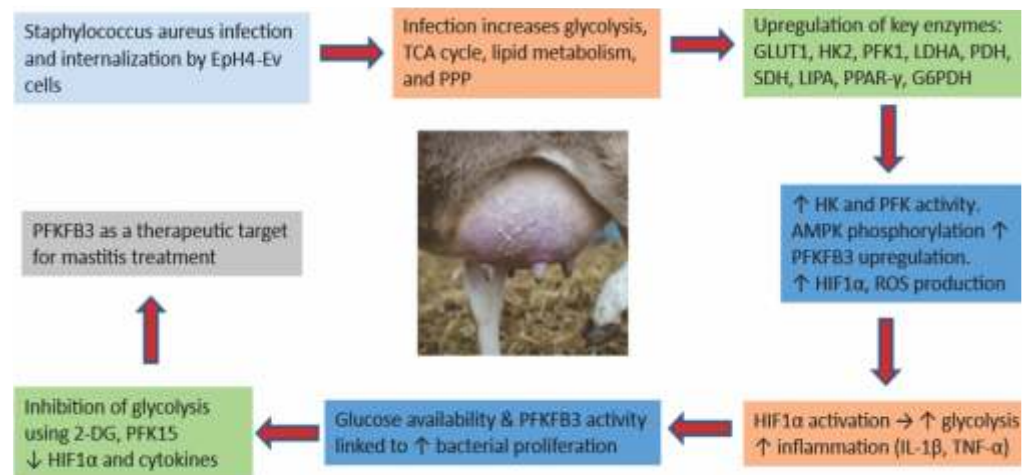 Staphylococcus aureus infection
and internalization by EpH4-Ev
cells
Infection increases glycolysis,
TCA cycle, lipid metabolism,
and PPP
Upregulation of key enzymes:
GLUT1, HK2, PFK1, LDHA, PDH,
SDH, LIPA, PPAR-γ, G6PDH
↑ HK and PFK activity.
AMPK phosphorylation ↑
PFKFB3 upregulation.
↑ HIF1α, ROS production
HIF1α activation → ↑ glycolysis
↑ inflammation (IL-1β, TNF-α)
Glucose availability & PFKFB3 activity
linked to ↑ bacterial proliferation
Inhibition of glycolysis
using 2-DG, PFK15
↓ HIF1α and cytokines
PFKFB3 as a therapeutic target
for mastitis treatment